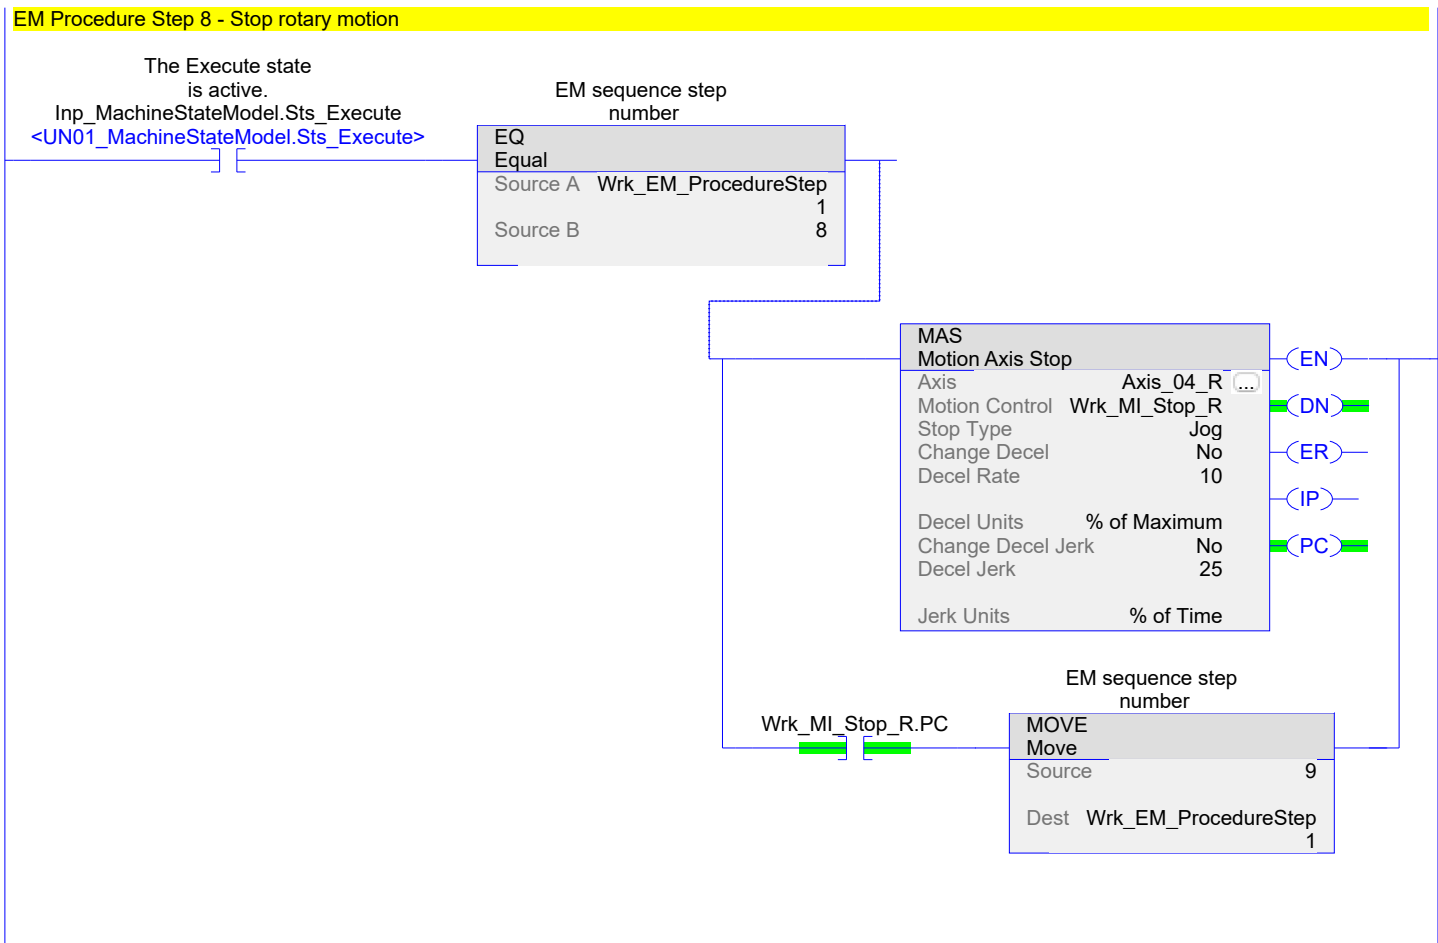 EM Procedure Step 8 - Stop rotary motion
The Execute state
is active.
Inp_MachineStateModel.Sts_Execute
<UN01_MachineStateModel.Sts_Execute>
EM sequence step
number
EQ
Equal
Source A Wrk_EM_ProcedureStep
1
Source B 8
MAS
Motion Axis Stop
Axis Axis_04_R ...
Motion Control Wrk_MI_Stop_R
Stop Type Jog
Change Decel No
Decel Rate 10
Decel Units % of Maximum
Change Decel Jerk No
Decel Jerk 25
Jerk Units % of Time
EN
DN
ER
IP
PC
Wrk_MI_Stop_R.PC
EM sequence step
number
MOVE
Move
Source 9
Dest Wrk_EM_ProcedureStep
1